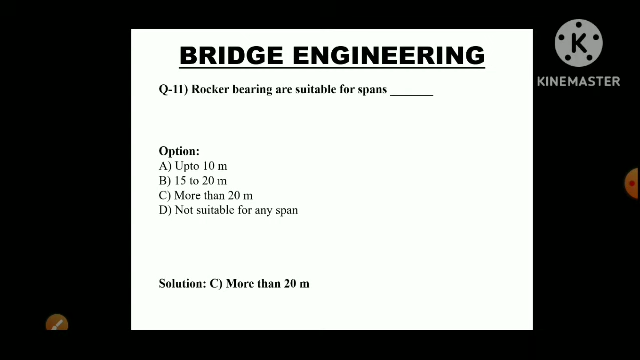 BRIDGE ENGINEERING
Q-11) Rocker bearing are suitable for spans _______
Option:
A) Upto 10 m
B) 15 to 20 m
C) More than 20 m
D) Not suitable for any span
Solution: C) More than 20 m
K
KINEMASTER